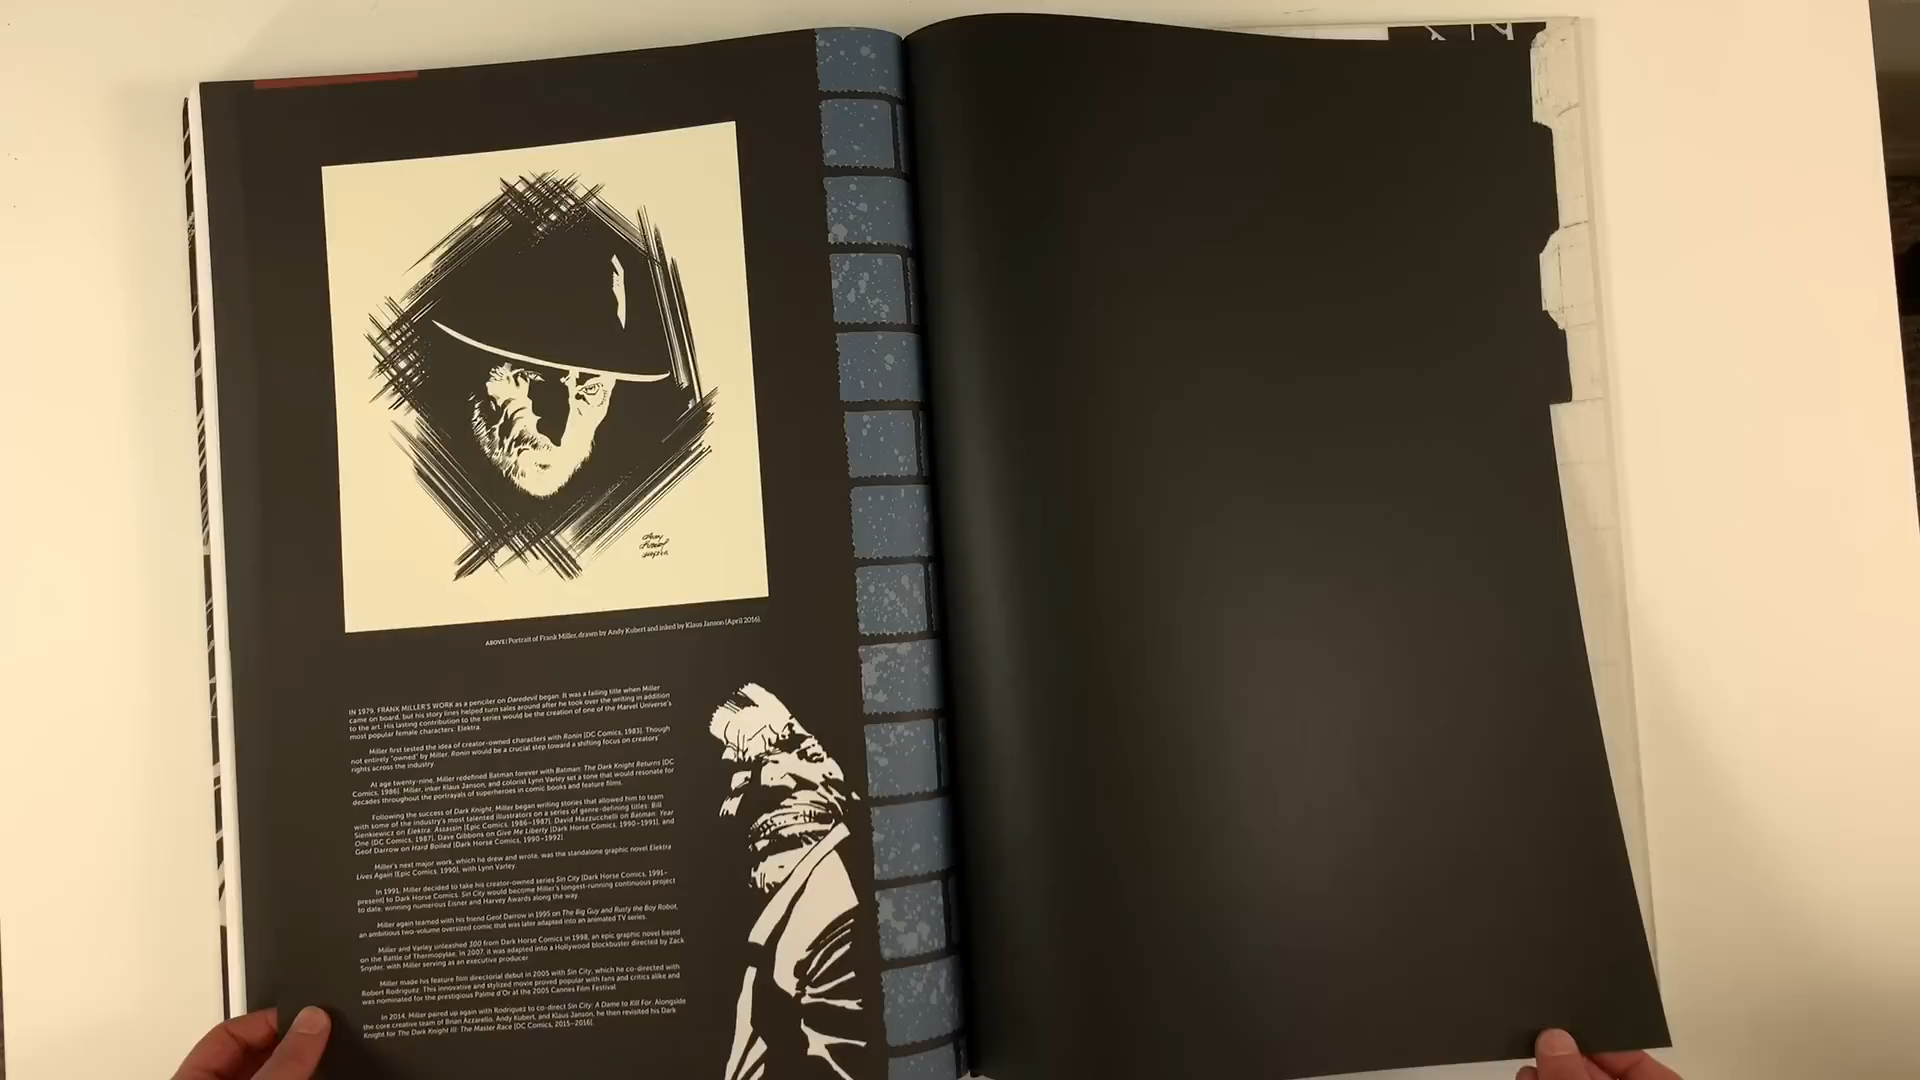 ABOVE: Portrait of Frank Miller, drawn by Andy Kubert and inked by Klaus Janson (April 2016).
IN 1979, FRANK MILLER'S WORK as a penciler on Daredevil began. It was a failing title when Miller
came on board, but his story lines helped turn sales around after he took over the writing in addition
to the art. His lasting contribution to the series would be the creation of one of the Marvel Universe's
most popular female characters: Elektra.
Miller first tested the idea of creator-owned characters with Ronin [DC Comics, 1983]. Though
not entirely "owned" by Miller, Ronin would be a crucial step toward a shifting focus on creators'
rights across the industry.
At age twenty-nine, Miller redefined Batman forever with Batman: The Dark Knight Returns [DC
Comics, 1986]. Miller, inker Klaus Janson, and colorist Lynn Varley set a tone that would resonate for
decades throughout the portrayals of superheroes in comic books and feature films.
Following the success of Dark Knight, Miller began writing stories that allowed him to team
with some of the industry's most talented illustrators on a series of genre-defining titles: Bill
Sienkiewicz on Elektra: Assassin [Epic Comics, 1986–1987], David Mazzucchelli on Batman: Year
One [DC Comics, 1987], Dave Gibbons on Give Me Liberty [Dark Horse Comics, 1990–1991], and
Geof Darrow on Hard Boiled [Dark Horse Comics, 1990–1992].
Miller's next major work, which he drew and wrote, was the standalone graphic novel Elektra
Lives Again [Epic Comics, 1990], with Lynn Varley.
In 1991, Miller decided to take his creator-owned series Sin City [Dark Horse Comics, 1991–
present] to Dark Horse Comics. Sin City would become Miller's longest-running continuous project
to date, winning numerous Eisner and Harvey Awards along the way.
Miller again teamed with his friend Geof Darrow in 1995 on The Big Guy and Rusty the Boy Robot,
an ambitious two-volume oversized comic that was later adapted into an animated TV series.
Miller and Varley unleashed 300 from Dark Horse Comics in 1998, an epic graphic novel based
on the Battle of Thermopylae. In 2007, it was adapted into a Hollywood blockbuster directed by Zack
Snyder, with Miller serving as an executive producer.
Miller made his feature film directorial debut in 2005 with Sin City, which he co-directed with
Robert Rodriguez. This innovative and stylized movie proved popular with fans and critics alike and
was nominated for the prestigious Palme d'Or at the 2005 Cannes Film Festival.
In 2014, Miller paired up again with Rodriguez to co-direct Sin City: A Dame to Kill For. Alongside
the core creative team of Brian Azzarello, Andy Kubert, and Klaus Janson, he then revisited his Dark
Knight for The Dark Knight III: The Master Race [DC Comics, 2015–2016].